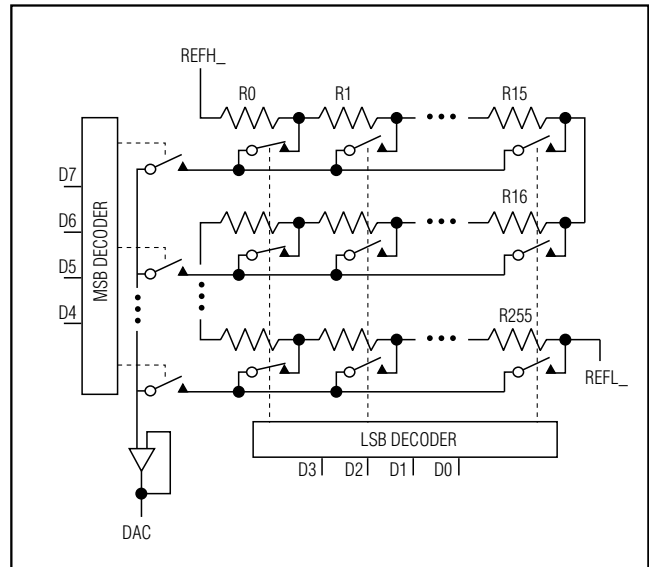 REFH_
R0 R1 R15
D7
D6
D5
D4
MSB DECODER
R16
R255
REFL_
LSB DECODER
D3 D2 D1 D0
DAC